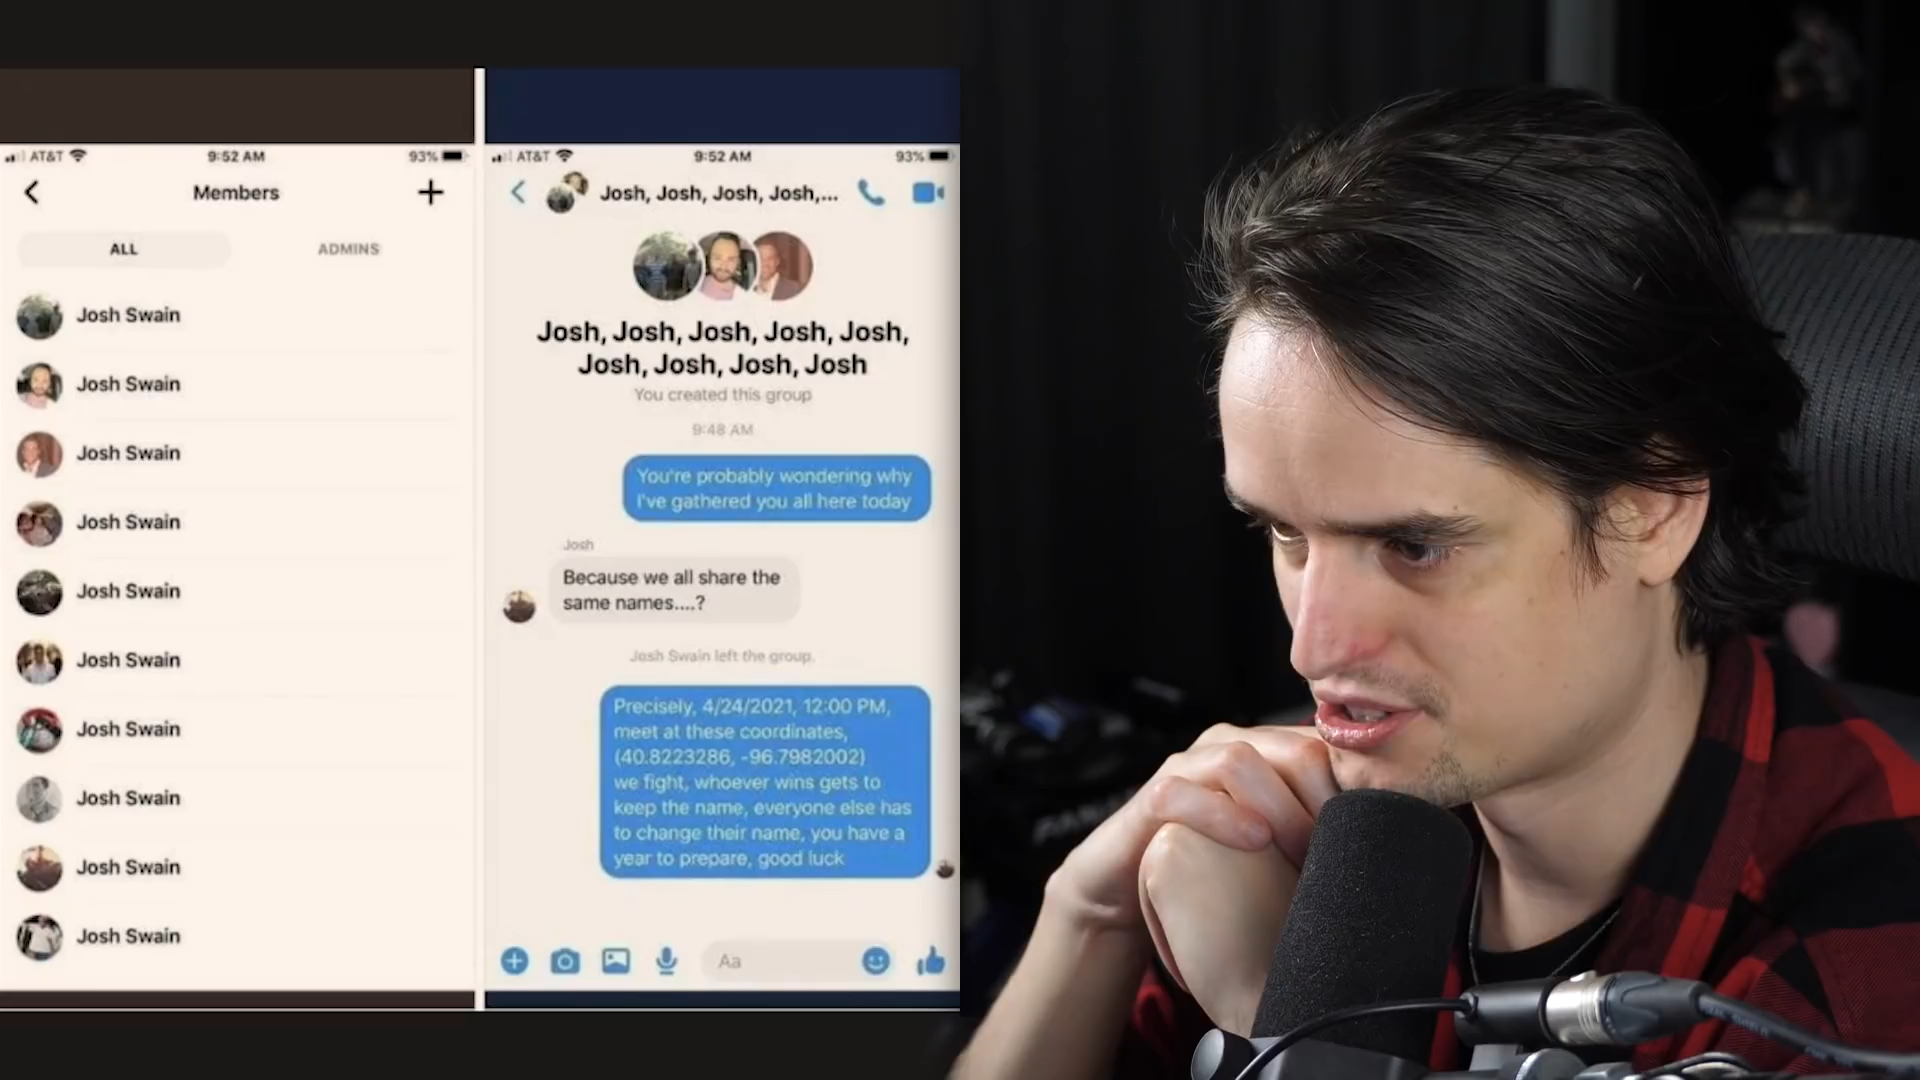 AT&T 9:52 AM 93%
Members
ALL ADMINS
Josh Swain
Josh Swain
Josh Swain
Josh Swain
Josh Swain
Josh Swain
Josh Swain
Josh Swain
Josh Swain
Josh Swain
AT&T 9:52 AM 93%
Josh, Josh, Josh, Josh,...
Josh, Josh, Josh, Josh, Josh,
Josh, Josh, Josh, Josh
You created this group
9:48 AM
You're probably wondering why
I've gathered you all here today
Josh
Because we all share the
same names....?
Josh Swain left the group.
Precisely, 4/24/2021, 12:00 PM,
meet at these coordinates,
(40.8223286, -96.7982002)
we fight, whoever wins gets to
keep the name, everyone else has
to change their name, you have a
year to prepare, good luck
Aa